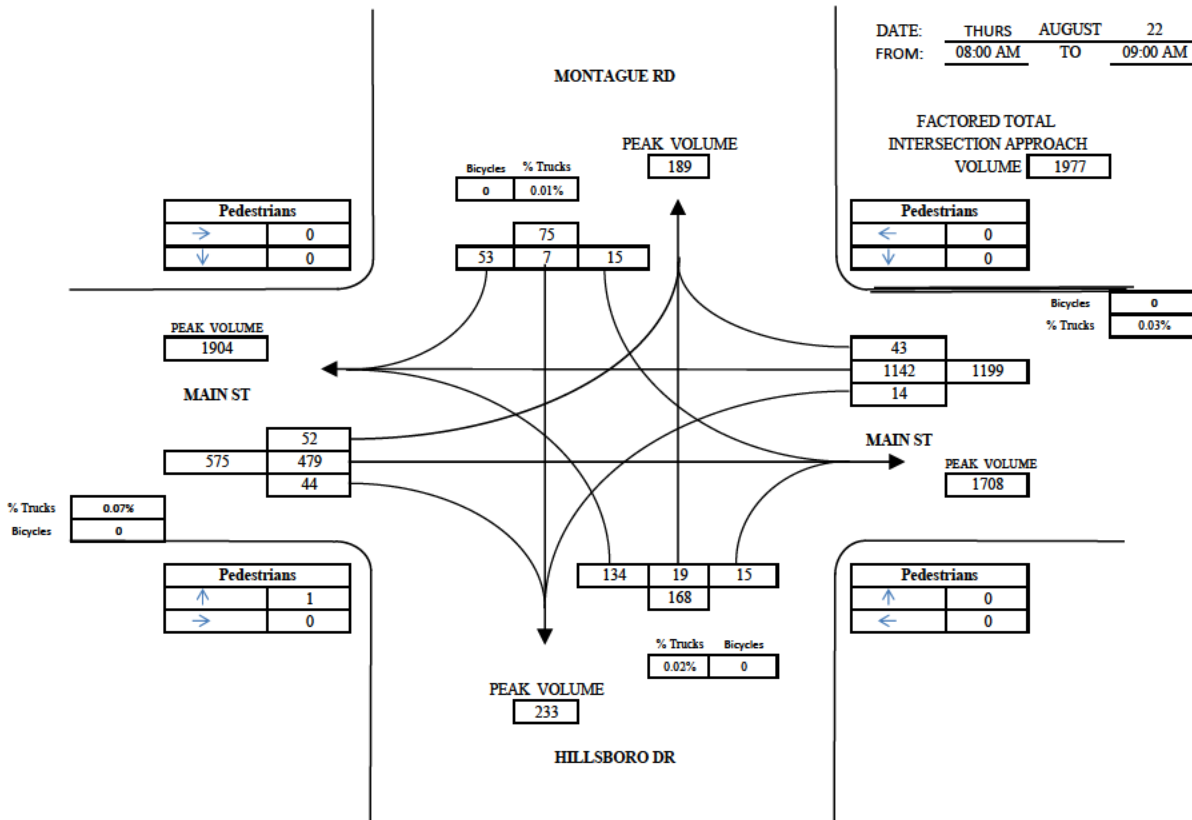 DATE: THURS AUGUST 22
FROM: 08:00 AM TO 09:00 AM
MONTAGUE RD
FACTORED TOTAL
INTERSECTION APPROACH
VOLUME 1977
PEAK VOLUME
189
Bicycles % Trucks
0 0.01%
Pedestrians
→ 0
↓ 0
75
53 7 15
Pedestrians
← 0
↓ 0
Bicycles 0
% Trucks 0.03%
PEAK VOLUME
1904
MAIN ST
43
1142 1199
14
52
575 479
44
MAIN ST
PEAK VOLUME
1708
% Trucks 0.07%
Bicycles 0
Pedestrians
↑ 1
→ 0
134 19 15
168
Pedestrians
↑ 0
← 0
% Trucks Bicycles
0.02% 0
PEAK VOLUME
233
HILLSBORO DR